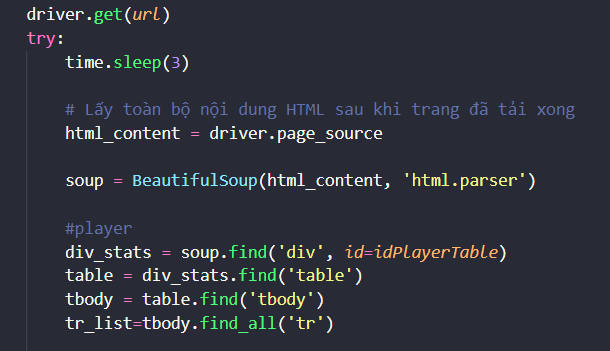 driver.get(url)
try:
    time.sleep(3)
    # Lấy toàn bộ nội dung HTML sau khi trang đã tải xong
    html_content = driver.page_source
    soup = BeautifulSoup(html_content, 'html.parser')
    #player
    div_stats = soup.find('div', id=idPlayerTable)
    table = div_stats.find('table')
    tbody = table.find('tbody')
    tr_list=tbody.find_all('tr')